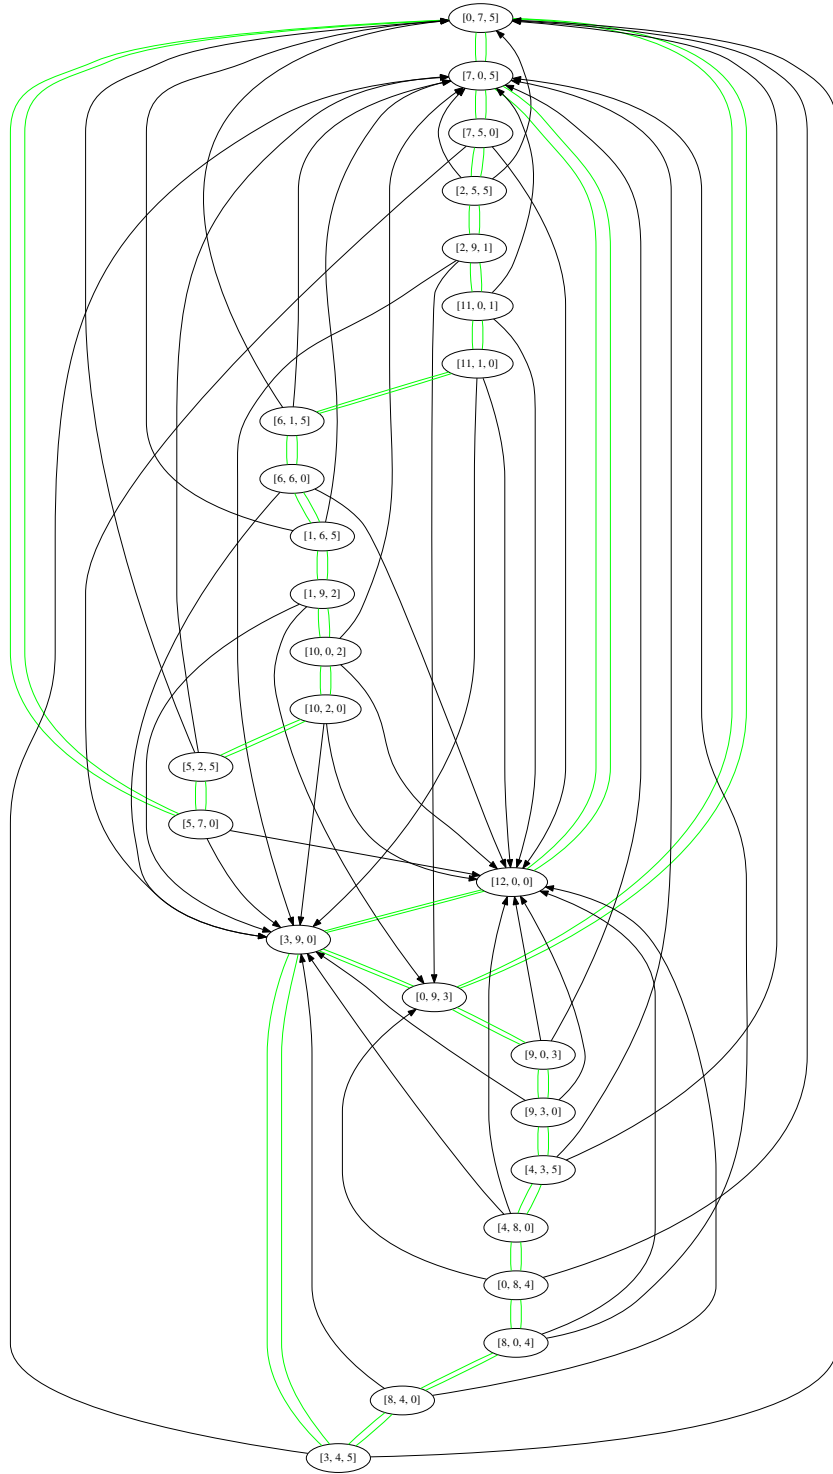 [0, 7, 5]
[7, 0, 5]
[7, 5, 0]
[2, 5, 5]
[2, 9, 1]
[11, 0, 1]
[11, 1, 0]
[6, 1, 5]
[6, 6, 0]
[1, 6, 5]
[1, 9, 2]
[10, 0, 2]
[10, 2, 0]
[5, 2, 5]
[5, 7, 0]
[12, 0, 0]
[3, 9, 0]
[0, 9, 3]
[9, 0, 3]
[9, 3, 0]
[4, 3, 5]
[4, 8, 0]
[0, 8, 4]
[8, 0, 4]
[8, 4, 0]
[3, 4, 5]